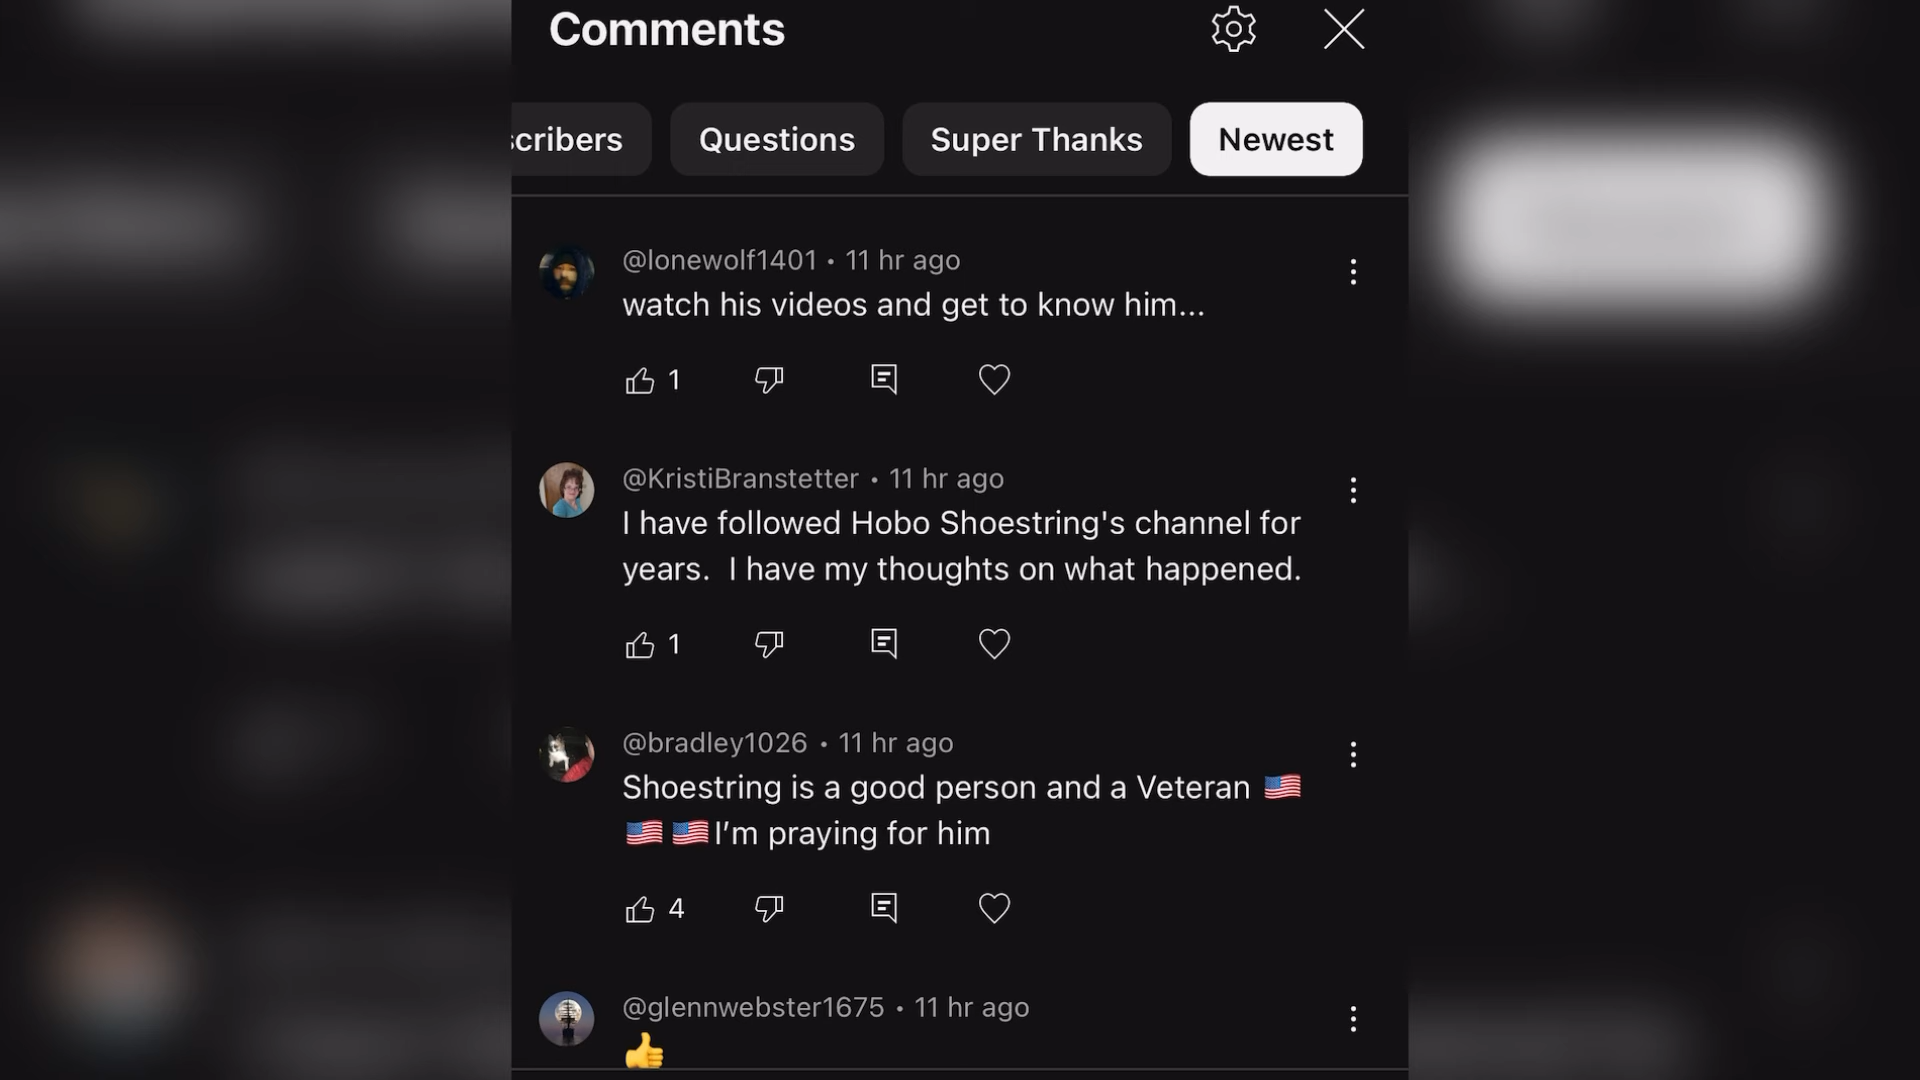 Comments
scribers
Questions
Super Thanks
Newest
@lonewolf1401 • 11 hr ago
watch his videos and get to know him...
1
@KristiBranstetter • 11 hr ago
I have followed Hobo Shoestring's channel for
years.  I have my thoughts on what happened.
1
@bradley1026 • 11 hr ago
Shoestring is a good person and a Veteran 🇺🇸
🇺🇸 🇺🇸I’m praying for him
4
@glennwebster1675 • 11 hr ago
👍